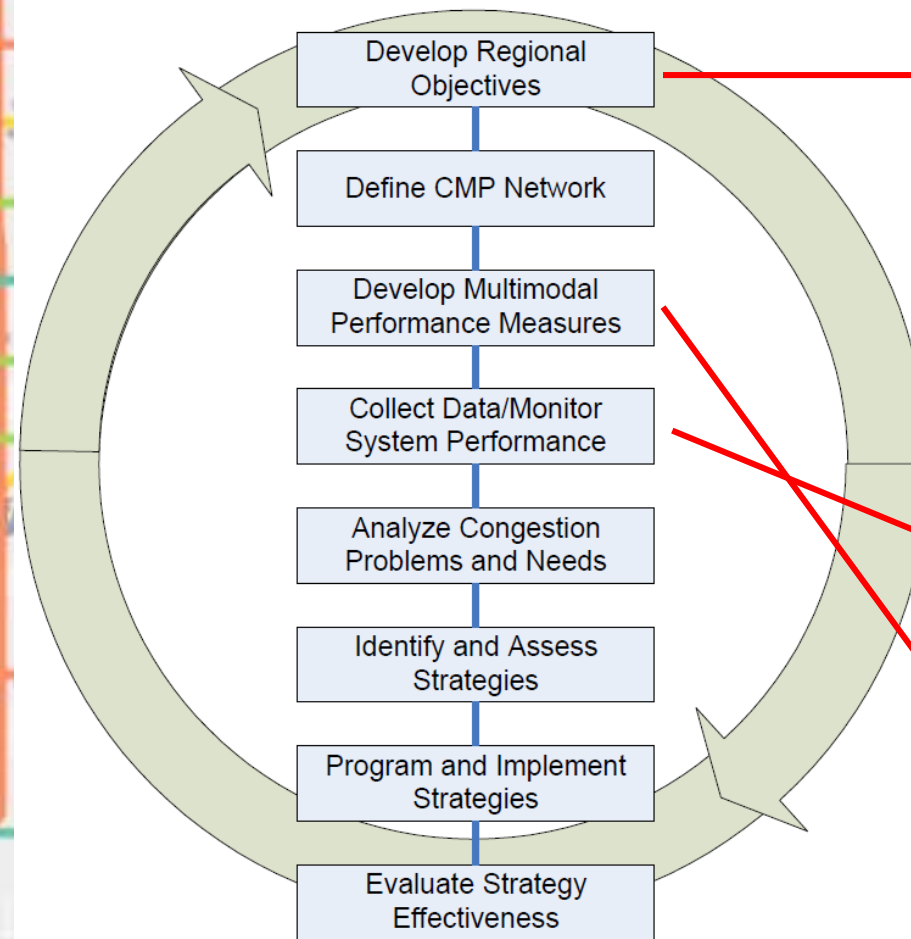 Develop Regional
Objectives
Define CMP Network
Develop Multimodal
Performance Measures
Collect Data/Monitor
System Performance
Analyze Congestion
Problems and Needs
Identify and Assess
Strategies
Program and Implement
Strategies
Evaluate Strategy
Effectiveness